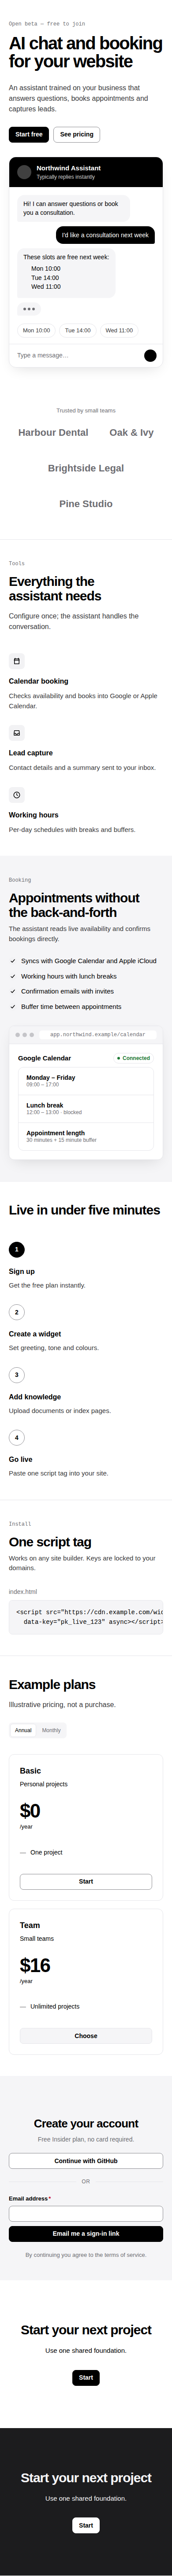 Open beta — free to join
AI chat and booking
for your website
An assistant trained on your business that
answers questions, books appointments and
captures leads.
Start free
See pricing
Northwind Assistant
Typically replies instantly
Hi! I can answer questions or book
you a consultation.
I'd like a consultation next week.
These slots are free next week:
Mon 10:00
Tue 14:00
Wed 11:00
Mon 10:00
Tue 14:00
Wed 11:00
Type a message…
Trusted by small teams
Harbour Dental
Oak & Ivy
Brightside Legal
Pine Studio
Tools
Everything the
assistant needs
Configure once; the assistant handles the
conversation.
Calendar booking
Checks availability and books into Google or Apple
Calendar.
Lead capture
Contact details and a summary sent to your inbox.
Working hours
Per-day schedules with breaks and buffers.
Booking
Appointments without
the back-and-forth
The assistant reads live availability and confirms
bookings directly.
Syncs with Google Calendar and Apple iCloud
Working hours with lunch breaks
Confirmation emails with invites
Buffer time between appointments
app.northwind.example/calendar
Google Calendar
Connected
Monday – Friday
09:00 – 17:00
Lunch break
12:00 – 13:00 · blocked
Appointment length
30 minutes + 15 minute buffer
Live in under five minutes
1
Sign up
Get the free plan instantly.
2
Create a widget
Set greeting, tone and colours.
3
Add knowledge
Upload documents or index pages.
4
Go live
Paste one script tag into your site.
Install
One script tag
Works on any site builder. Keys are locked to your
domains.
index.html
<script src="https://cdn.example.com/wid
data-key="pk_live_123" async></script>
Example plans
Illustrative pricing, not a purchase.
Annual
Monthly
Basic
Personal projects
$0
/year
— One project
Start
Team
Small teams
$16
/year
— Unlimited projects
Choose
Create your account
Free Insider plan, no card required.
Continue with GitHub
OR
Email address*
Email me a sign-in link
By continuing you agree to the terms of service.
Start your next project
Use one shared foundation.
Start
Start your next project
Use one shared foundation.
Start